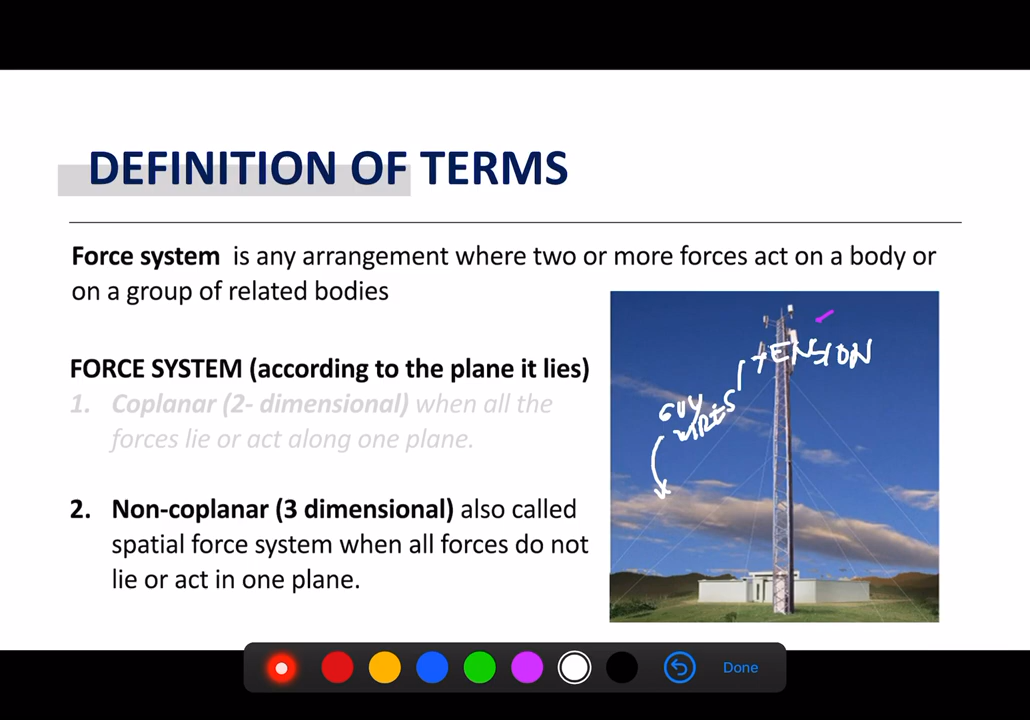 DEFINITION OF TERMS
Force system is any arrangement where two or more forces act on a body or
on a group of related bodies
FORCE SYSTEM (according to the plane it lies)
1. Coplanar (2- dimensional) when all the
forces lie or act along one plane.
2. Non-coplanar (3 dimensional) also called
spatial force system when all forces do not
lie or act in one plane.
TENSION
GUY
WIRES
Done